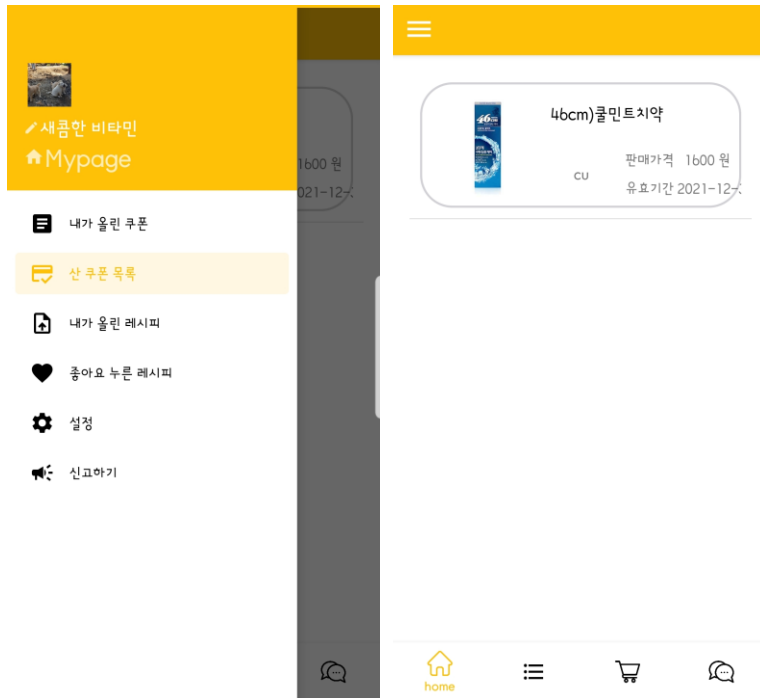 새콤한 비타민
Mypage
내가 올린 쿠폰
산 쿠폰 목록
내가 올린 레시피
좋아요 누른 레시피
설정
신고하기
1600 원
021-12-
46cm)쿨민트치약
판매가격 1600 원
cu
유효기간 2021-12-
46
home